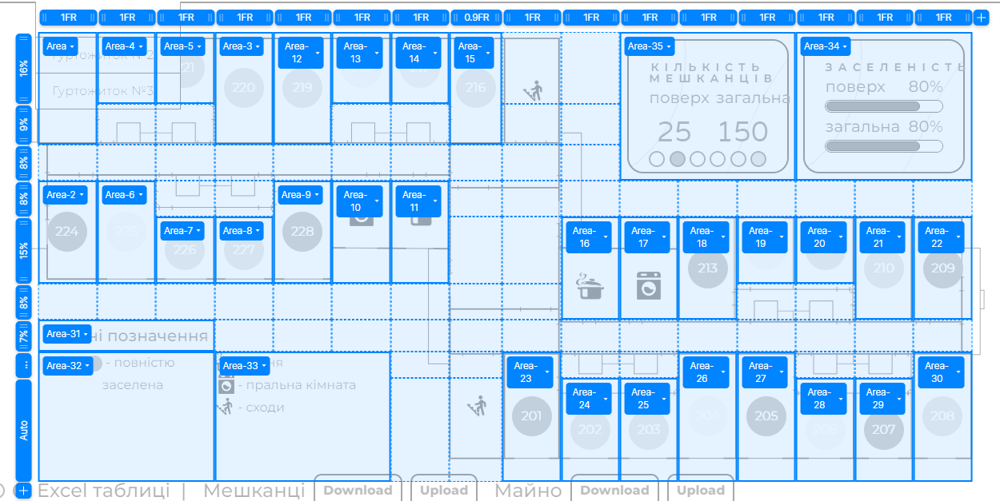 1FR 1FR 1FR 1FR 1FR 1FR 1FR 0.9FR 1FR 1FR 1FR 1FR 1FR 1FR 1FR 1FR +
16%
Area Area-4 Area-5 Area-3 Area-12 Area-13 Area-14 Area-15 Area-35 Area-34
Гуртожиток №2
Гуртожиток №3
21 220 219 216
КІЛЬКІСТЬ
МЕШКАНЦІВ
поверх загальна
25 150
ЗАСЕЛЕНІСТЬ
поверх 80%
загальна 80%
9%
8%
8%
Area-2 Area-6 Area-9 Area-10 Area-11
224 225 228
Area-7 Area-8
226 227
15%
Area-16 Area-17 Area-18 Area-19 Area-20 Area-21 Area-22
213 210 209
8%
7%
Area-31 ні позначення
...
Area-32 - повністю
заселена
Area-33 ня
- пральна кімната
- сходи
Area-23 Area-26 Area-27 Area-30
Area-24 Area-25 Area-28 Area-29
201 202 203 204 205 206 207 208
Auto
+
Excel таблиці | Мешканці Download Upload Майно Download Upload